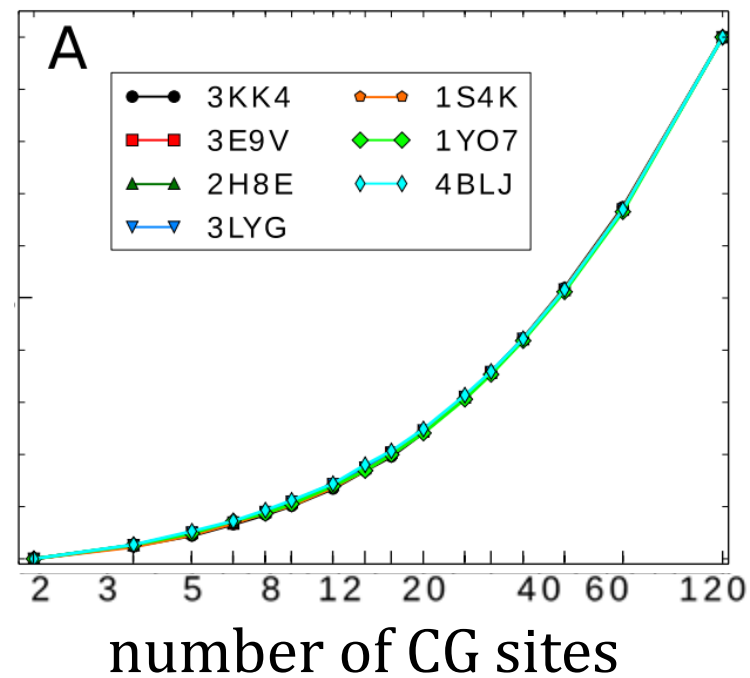 A
3KK4 1S4K
3E9V 1YO7
2H8E 4BLJ
3LYG
2 3 5 8 12 20 40 60 120
number of CG sites